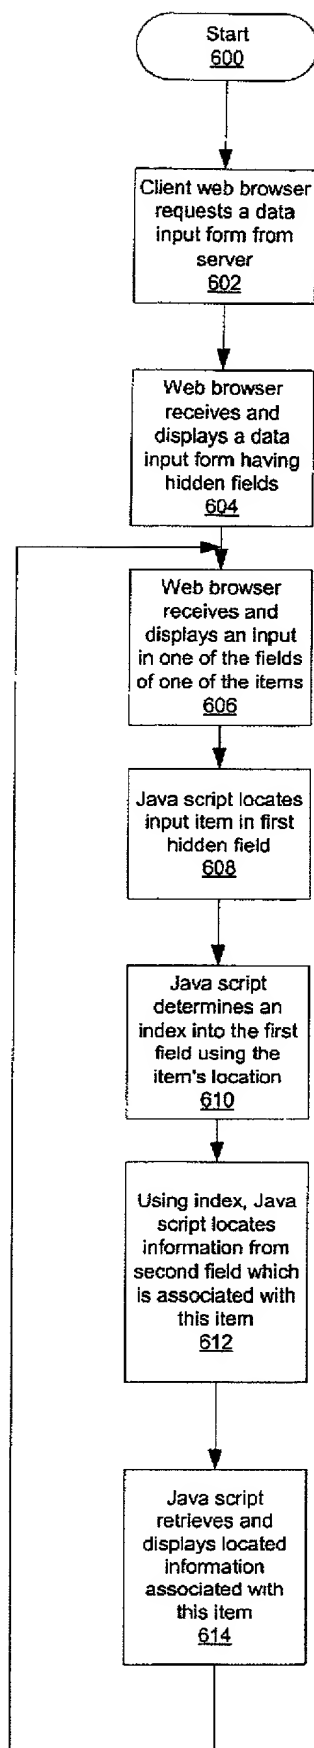 Start
600
Client web browser
requests a data
input form from
server
602
Web browser
receives and
displays a data
input form having
hidden fields
604
Web browser
receives and
displays an input
in one of the fields
of one of the items
606
Java script locates
input item in first
hidden field
608
Java script
determines an
index into the first
field using the
item's location
610
Using index, Java
script locates
information from
second field which
is associated with
this item
612
Java script
retrieves and
displays located
information
associated with
this item
614